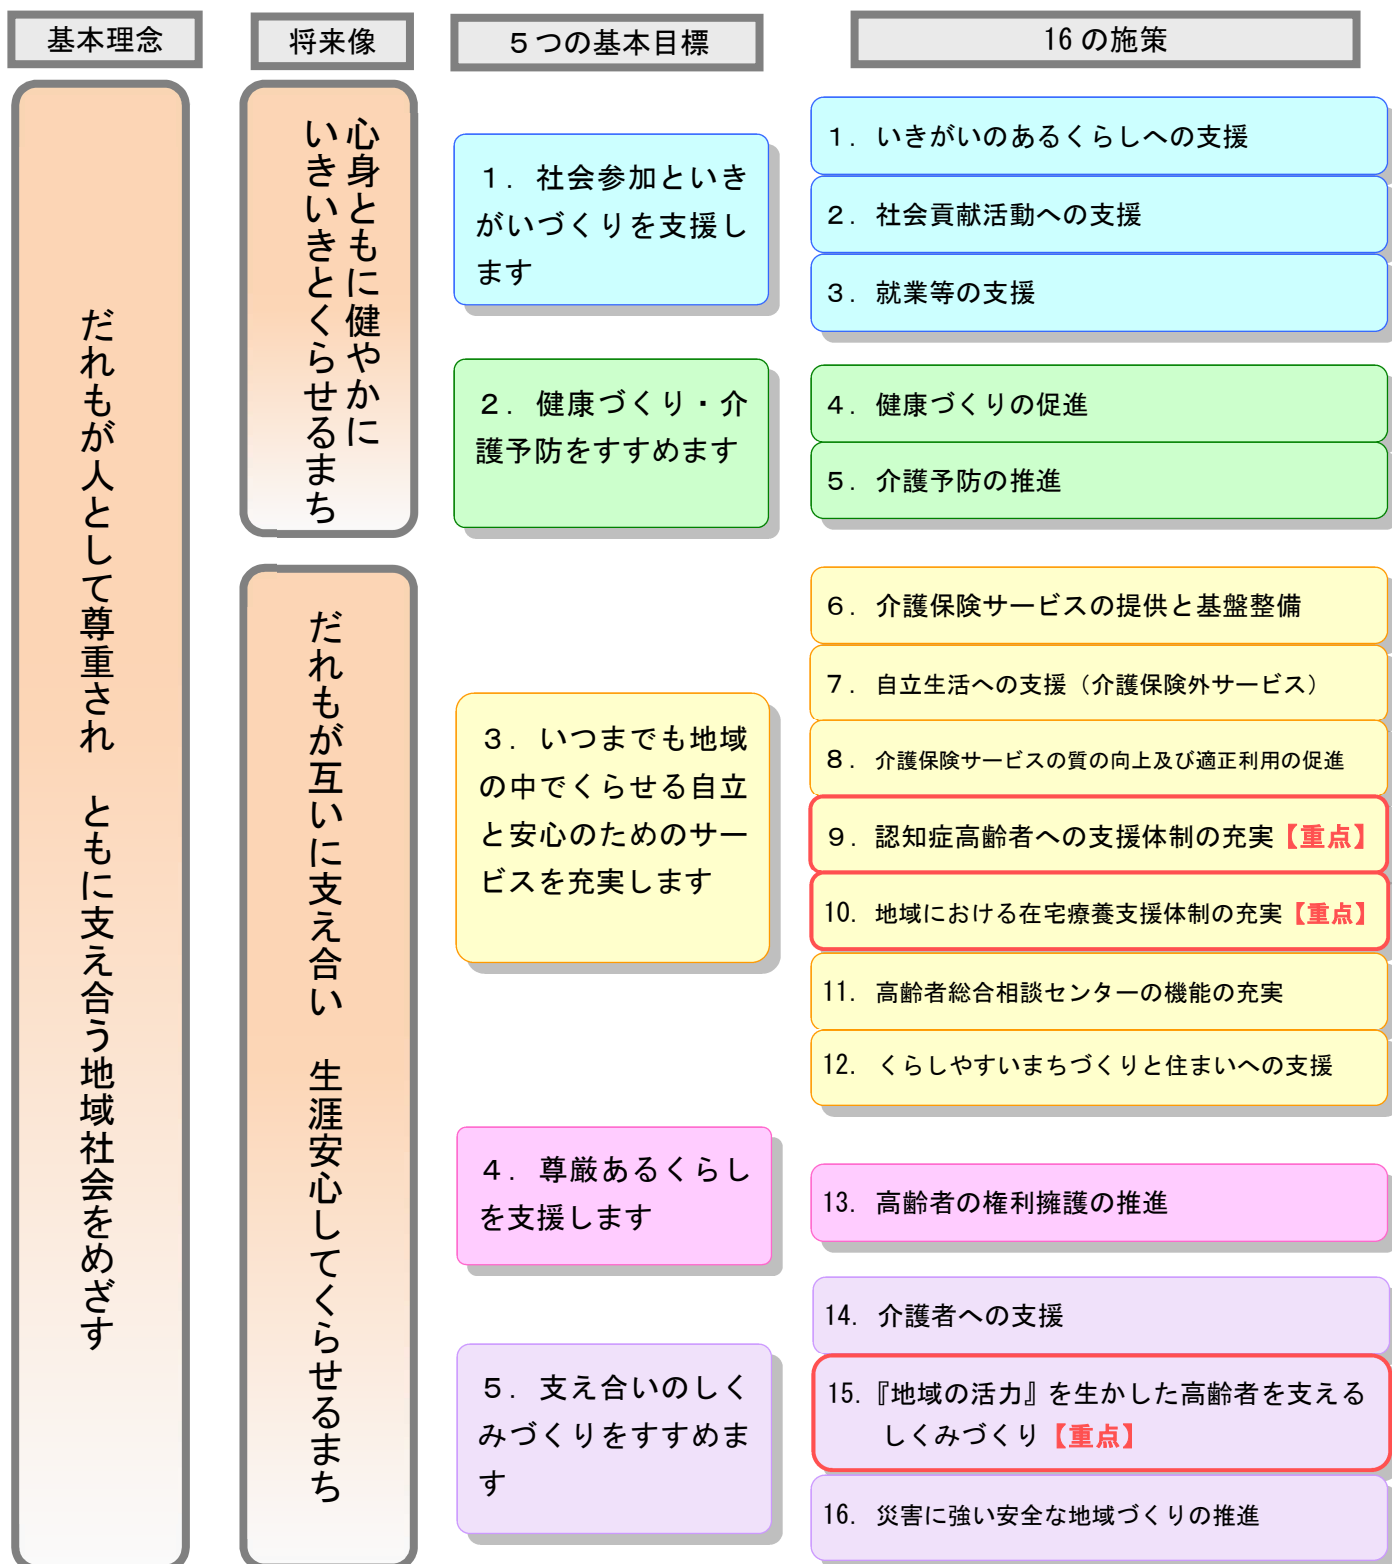 基本理念
将来像
５つの基本目標
16の施策
だれもが人として尊重され　ともに支え合う地域社会をめざす
心身ともに健やかに
いきいきとくらせるまち
だれもが互いに支え合い　生涯安心してくらせるまち
１．社会参加といき
がいづくりを支援し
ます
１．いきがいのあるくらしへの支援
２．社会貢献活動への支援
３．就業等の支援
２．健康づくり・介
護予防をすすめます
４．健康づくりの促進
５．介護予防の推進
３．いつまでも地域
の中でくらせる自立
と安心のためのサー
ビスを充実します
６．介護保険サービスの提供と基盤整備
７．自立生活への支援（介護保険外サービス）
８．介護保険サービスの質の向上及び適正利用の促進
９．認知症高齢者への支援体制の充実【重点】
10．地域における在宅療養支援体制の充実【重点】
11．高齢者総合相談センターの機能の充実
12．くらしやすいまちづくりと住まいへの支援
４．尊厳あるくらし
を支援します
13．高齢者の権利擁護の推進
５．支え合いのしく
みづくりをすすめま
す
14．介護者への支援
15．『地域の活力』を生かした高齢者を支える
しくみづくり【重点】
16．災害に強い安全な地域づくりの推進